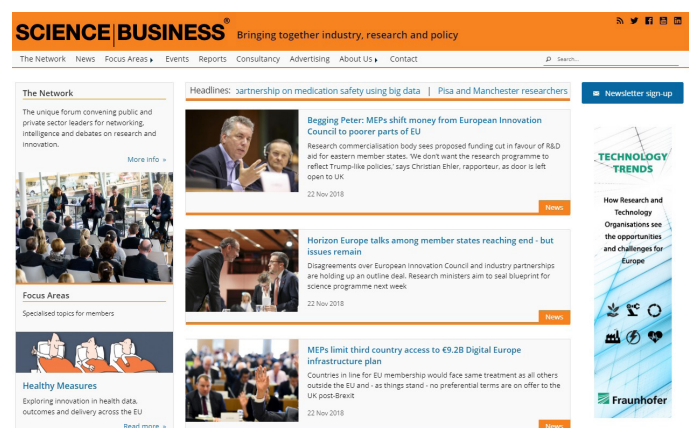 SCIENCE|BUSINESS®
Bringing together industry, research and policy
The Network News Focus Areas Events Reports Consultancy Advertising About Us Contact
Search...
The Network
The unique forum convening public and
private sector leaders for networking,
intelligence and debates on research and
innovation.
More info »
Focus Areas
Specialised topics for members
Healthy Measures
Exploring innovation in health data,
outcomes and delivery across the EU
Read more »
Headlines: partnership on medication safety using big data | Pisa and Manchester researchers
Begging Peter: MEPs shift money from European Innovation
Council to poorer parts of EU
Research commercialisation body sees proposed funding cut in favour of R&D
aid for eastern member states. 'We don't want the research programme to
reflect Trump-like policies,' says Christian Ehler, rapporteur, as door is left
open to UK
22 Nov 2018
News
Horizon Europe talks among member states reaching end - but
issues remain
Disagreements over European Innovation Council and industry partnerships
are holding up an outline deal. Research ministers aim to seal blueprint for
science programme next week
22 Nov 2018
News
MEPs limit third country access to €9.2B Digital Europe
infrastructure plan
Countries in line for EU membership would face same treatment as all others
outside the EU and - as things stand - no preferential terms are on offer to the
UK post-Brexit
22 Nov 2018
News
Newsletter sign-up
TECHNOLOGY
TRENDS
How Research and
Technology
Organisations see
the opportunities
and challenges for
Europe
Fraunhofer